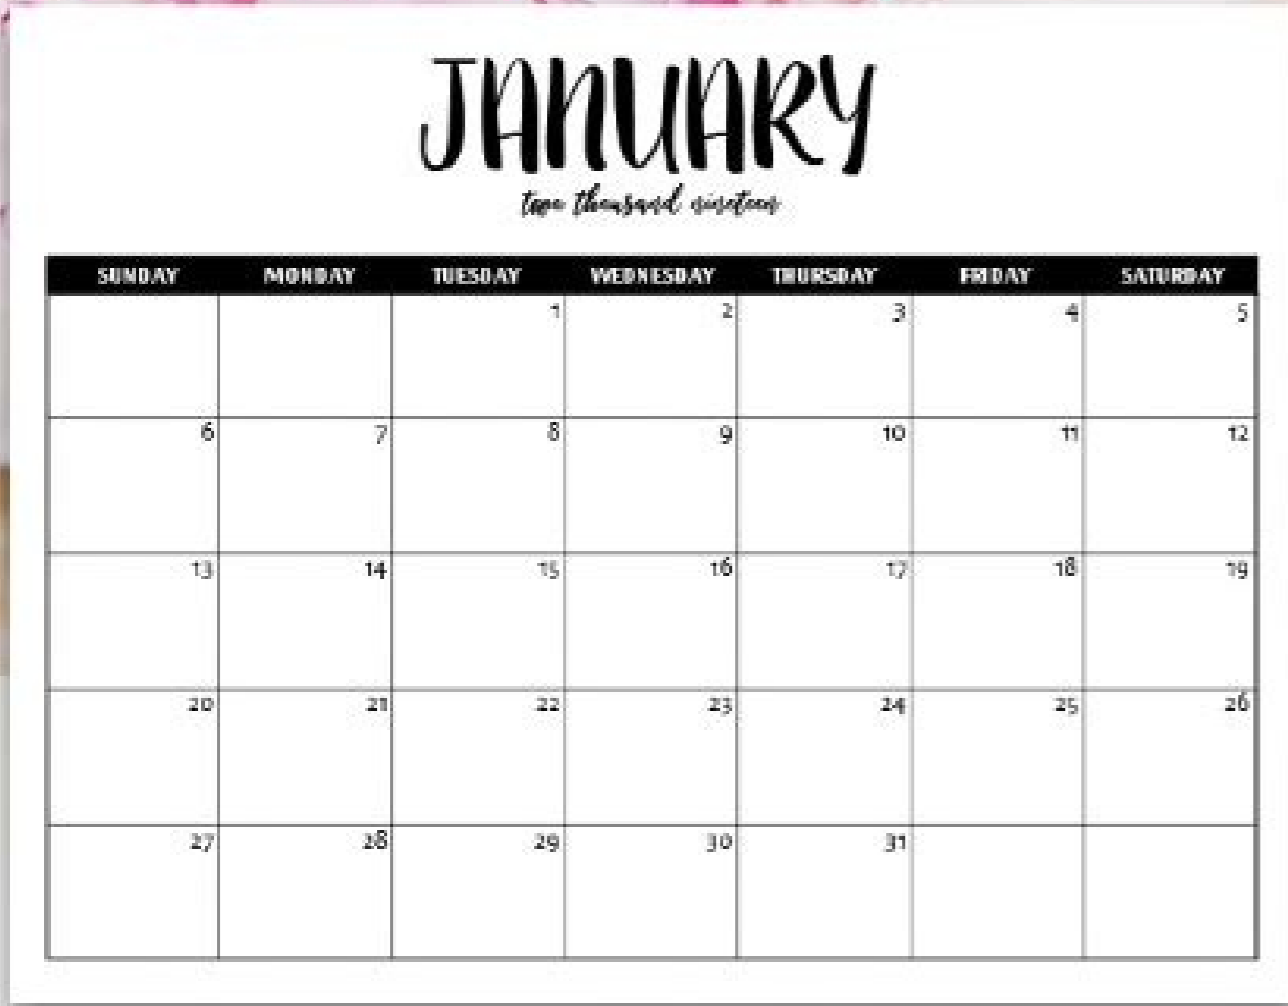 JANUARY
two thousand nineteen
SUNDAY MONDAY TUESDAY WEDNESDAY THURSDAY FRIDAY SATURDAY
1 2 3 4 5
6 7 8 9 10 11 12
13 14 15 16 17 18 19
20 21 22 23 24 25 26
27 28 29 30 31